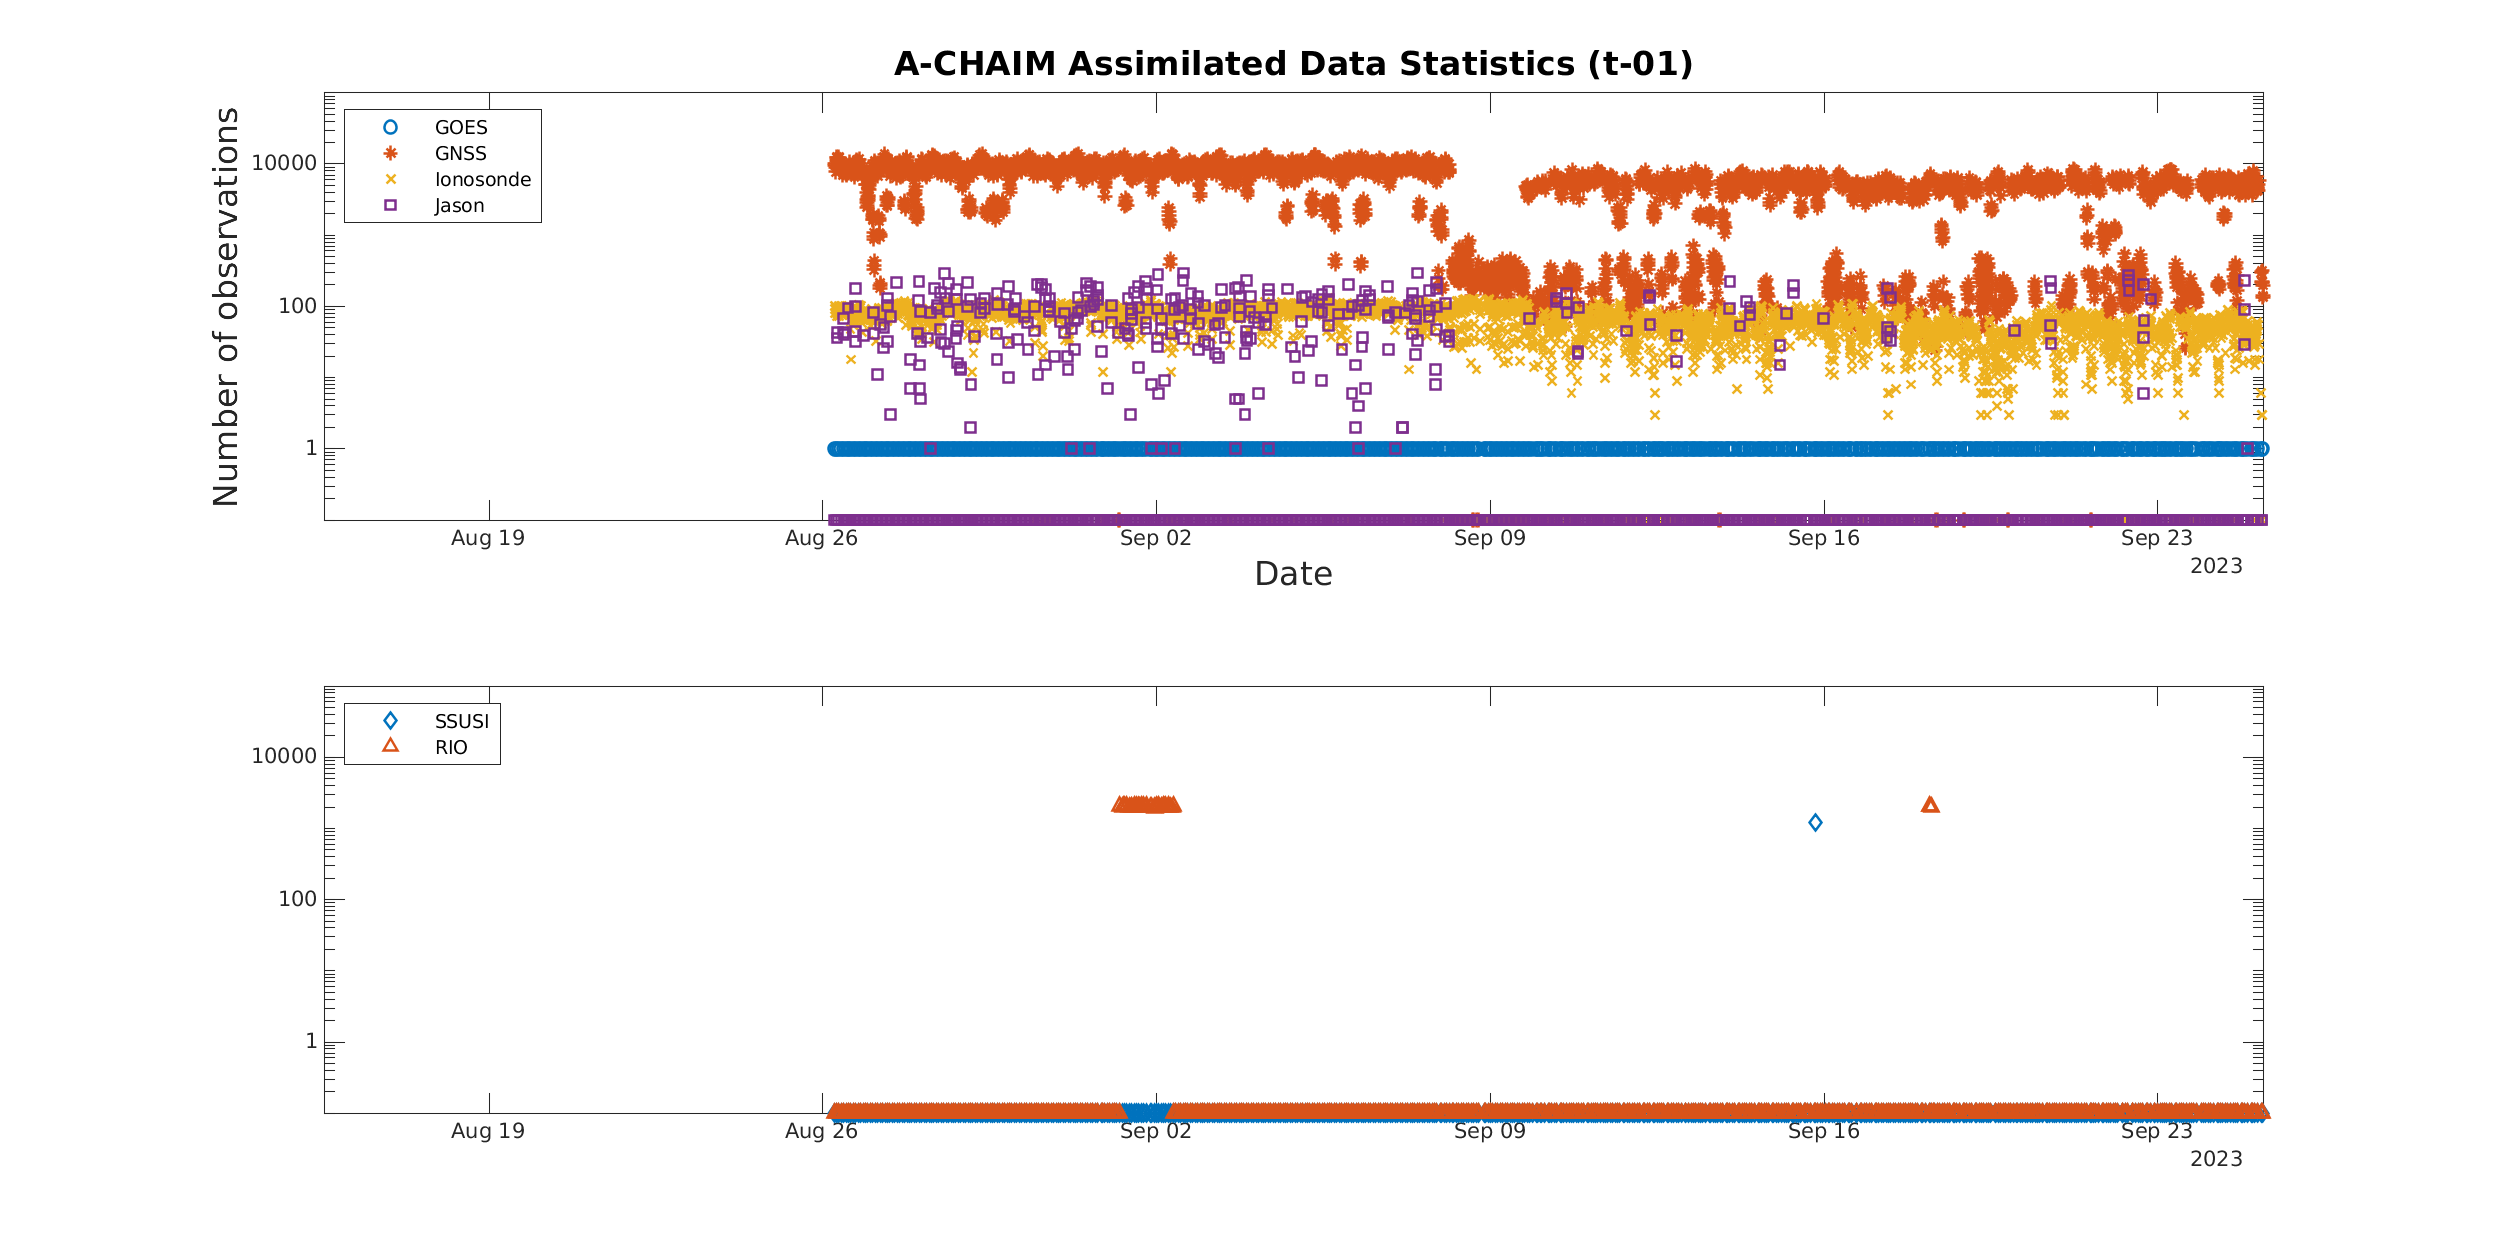 A-CHAIM Assimilated Data Statistics (t-01)
Number of observations
10000
100
1
GOES
GNSS
Ionosonde
Jason
Aug 19
Aug 26
Sep 02
Sep 09
Sep 16
Sep 23
2023
Date
10000
100
1
SSUSI
RIO
Aug 19
Aug 26
Sep 02
Sep 09
Sep 16
Sep 23
2023